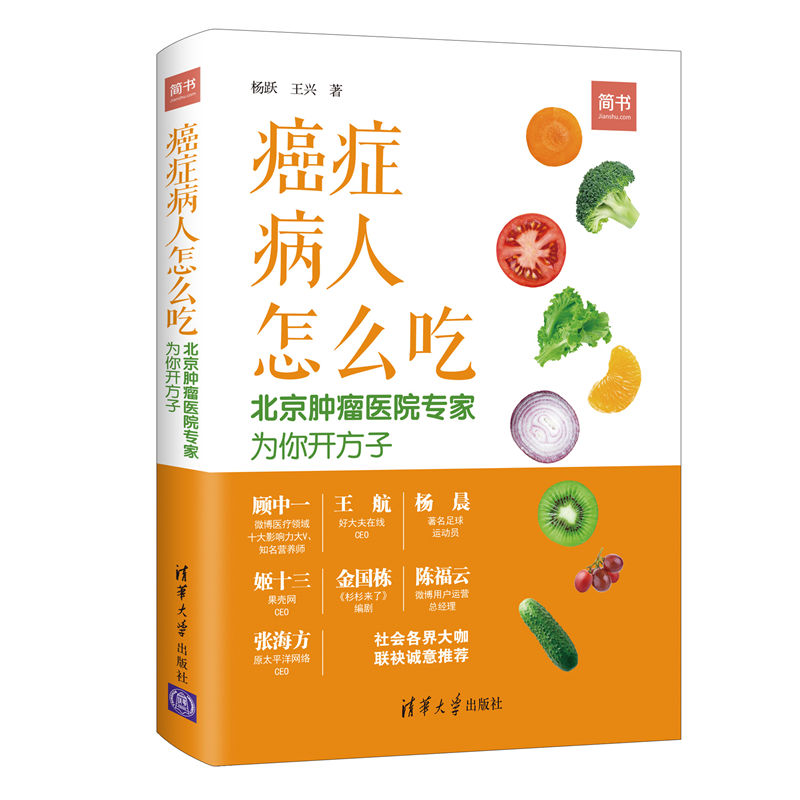 简书
Jianshu.com
癌症病人怎么吃
北京肿瘤医院专家
为你开方子
清华大学出版社
杨跃 王兴 著
简书
Jianshu.com
癌症
病人
怎么吃
北京肿瘤医院专家
为你开方子
顾中一
微博医疗领域
十大影响力大V、
知名营养师
王航
好大夫在线
CEO
杨晨
著名足球
运动员
姬十三
果壳网
CEO
金国栋
《杉杉来了》
编剧
陈福云
微博用户运营
总经理
张海方
原太平洋网络
CEO
社会各界大咖
联袂诚意推荐
清华大学出版社